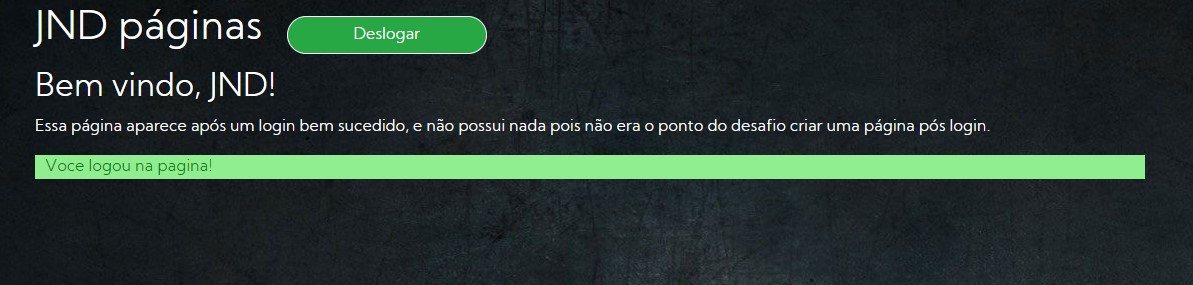 JND páginas
Deslogar
Bem vindo, JND!
Essa página aparece após um login bem sucedido, e não possui nada pois não era o ponto do desafio criar uma página pós login.
Voce logou na pagina!